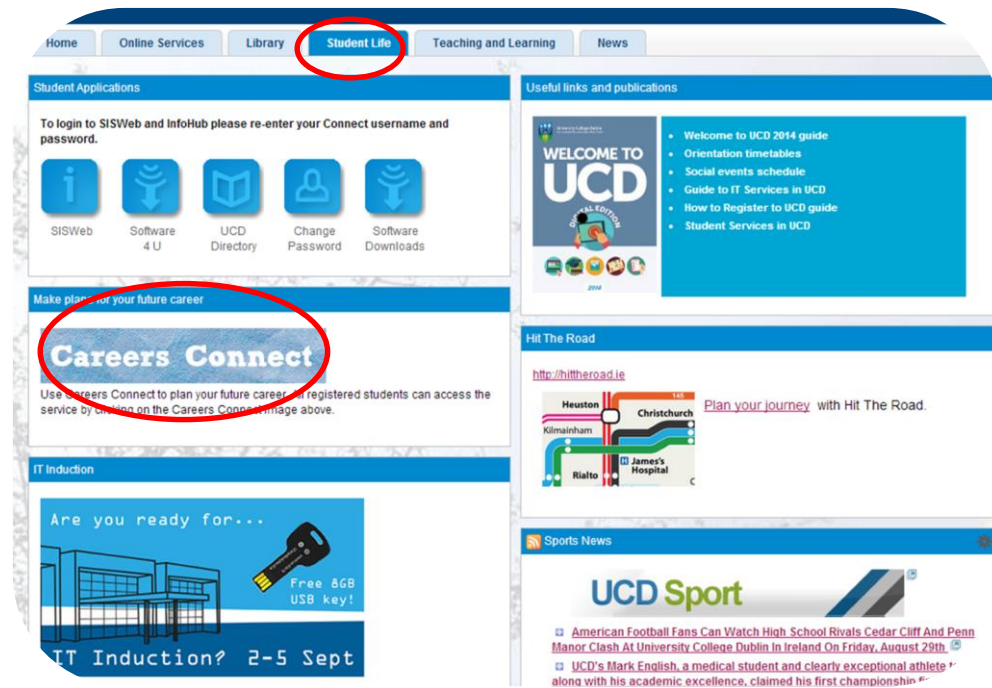 Home Online Services Library Student Life Teaching and Learning News
Student Applications
To login to SISWeb and InfoHub please re-enter your Connect username and
password.
SISWeb
Software
4 U
UCD
Directory
Change
Password
Software
Downloads
Make plans for your future career
Careers Connect
Use Careers Connect to plan your future career. All registered students can access the
service by clicking on the Careers Connect image above.
IT Induction
Are you ready for...
Free 8GB
USB key!
IT Induction? 2-5 Sept
Useful links and publications
WELCOME TO
UCD
DIGITAL EDITION
2014
Welcome to UCD 2014 guide
Orientation timetables
Social events schedule
Guide to IT Services in UCD
How to Register to UCD guide
Student Services in UCD
Hit The Road
http://hittheroad.ie
145
Heuston
Christchurch
Kilmainham
James's
Hospital
Rialto
C
Plan your journey with Hit The Road.
Sports News
UCD Sport
American Football Fans Can Watch High School Rivals Cedar Cliff And Penn
Manor Clash At University College Dublin In Ireland On Friday, August 29th
UCD's Mark English, a medical student and clearly exceptional athlete
along with his academic excellence, claimed his first championship